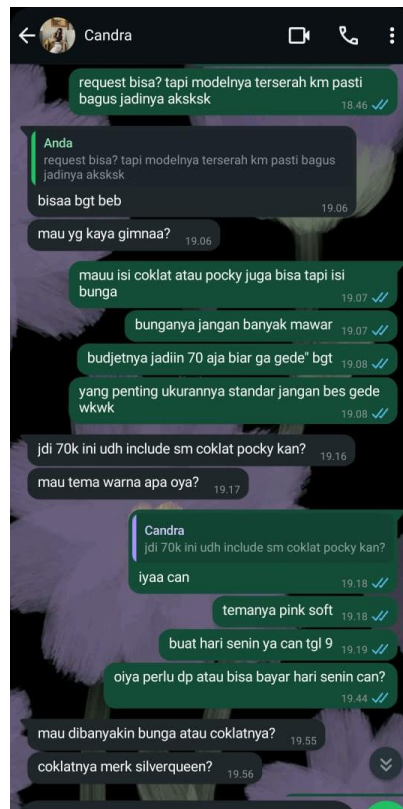 Candra
request bisa? tapi modelnya terserah km pasti
bagus jadinya aksksk
18.46
Anda
request bisa? tapi modelnya terserah km pasti bagus
jadinya aksksk
bisaa bgt beb
19.06
mau yg kaya gimnaa?
19.06
mauu isi coklat atau pocky juga bisa tapi isi
bunga
19.07
bunganya jangan banyak mawar
19.07
budjetnya jadiin 70 aja biar ga gede" bgt
19.08
yang penting ukurannya standar jangan bes gede
wkwk
19.08
jdi 70k ini udh include sm coklat pocky kan?
19.16
mau tema warna apa oya?
19.17
Candra
jdi 70k ini udh include sm coklat pocky kan?
iyaa can
19.18
temanya pink soft
19.18
buat hari senin ya can tgl 9
19.19
oiya perlu dp atau bisa bayar hari senin can?
19.44
mau dibanyakin bunga atau coklatnya?
19.55
coklatnya merk silverqueen?
19.56